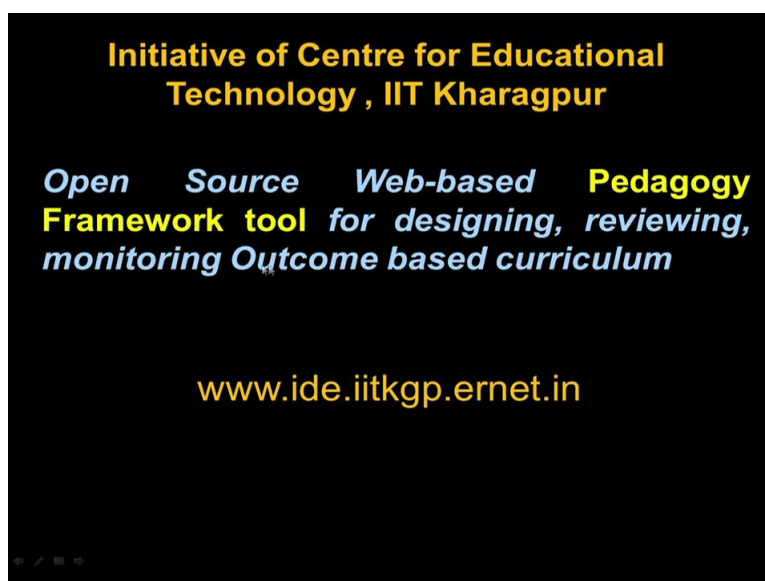 Initiative of Centre for Educational
Technology , IIT Kharagpur
Open Source Web-based Pedagogy
Framework tool for designing, reviewing,
monitoring Outcome based curriculum
www.ide.iitkgp.ernet.in